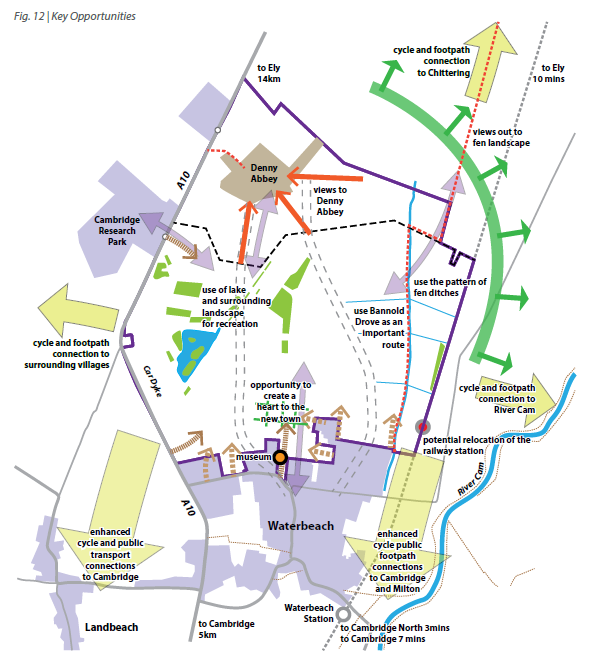 Fig. 12 | Key Opportunities
cycle and footpath
connection
to Chittering
to Ely
14km
to Ely
10 mins
views out to
fen landscape
A10
Denny
Abbey
views to
Denny
Abbey
Cambridge
Research
Park
use of lake
and surrounding
landscape
for recreation
use the pattern of
fen ditches
use Bannold
Drove as an
important
route
cycle and footpath
connection to
surrounding villages
Car Dyke
opportunity to
create a
heart to the
new town
cycle and footpath
connection to
River Cam
potential relocation of the
railway station
museum
River Cam
A10
Waterbeach
enhanced
cycle and public
transport
connections
to Cambridge
enhanced
cycle public
footpath
connections
to Cambridge
and Milton
Landbeach
to Cambridge
5km
Waterbeach
Station
to Cambridge North 3mins
to Cambridge 7 mins